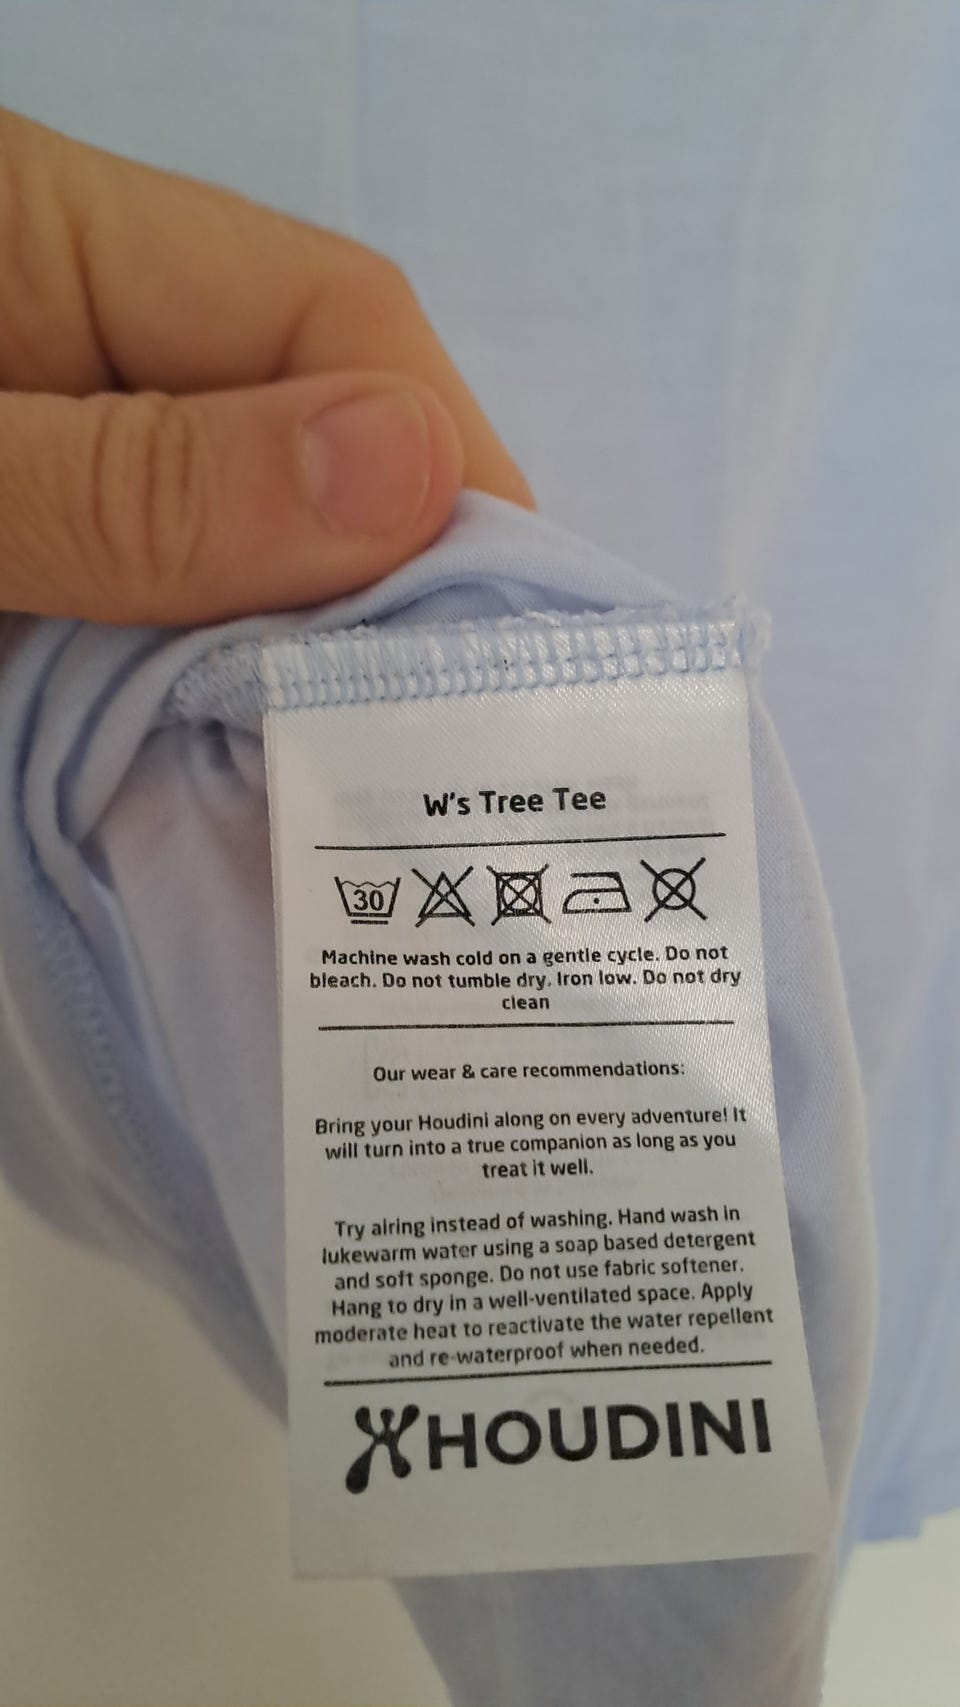 W's Tree Tee
30
Machine wash cold on a gentle cycle. Do not
bleach. Do not tumble dry. Iron low. Do not dry
clean
Our wear & care recommendations:
Bring your Houdini along on every adventure! It
will turn into a true companion as long as you
treat it well.
Try airing instead of washing. Hand wash in
lukewarm water using a soap based detergent
and soft sponge. Do not use fabric softener.
Hang to dry in a well-ventilated space. Apply
moderate heat to reactivate the water repellent
and re-waterproof when needed.
HOUDINI